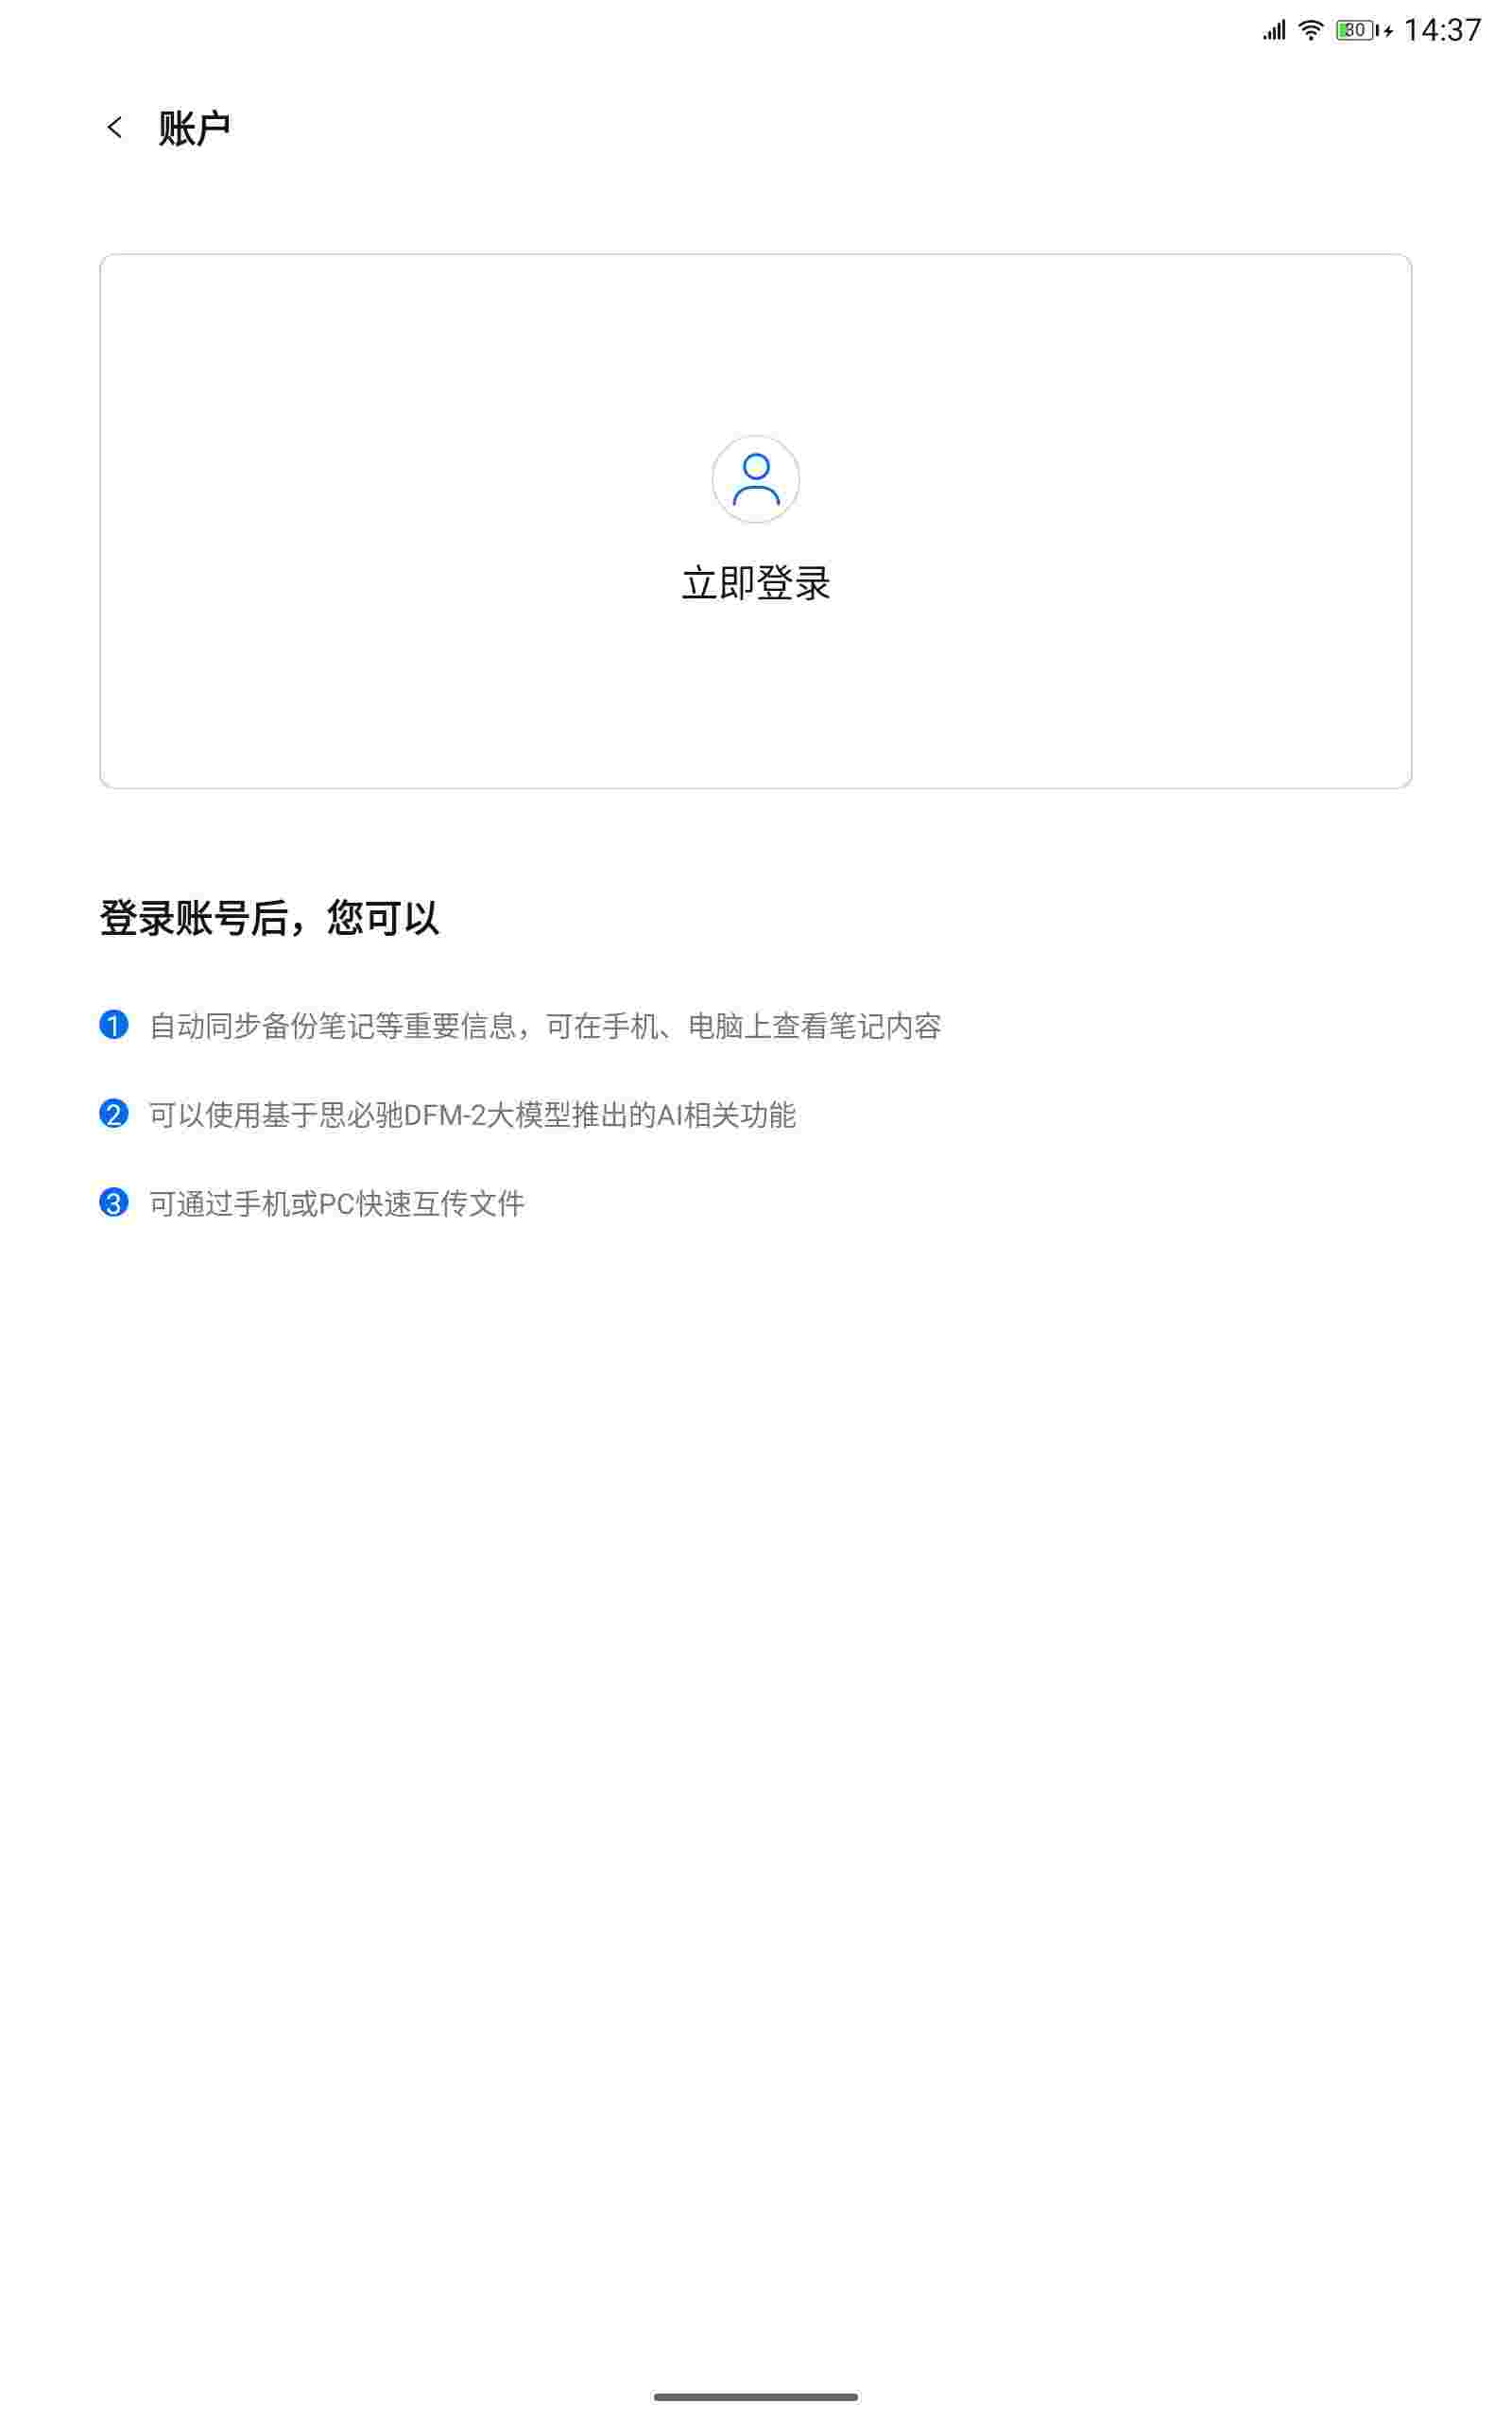 30 14:37
账户
立即登录
登录账号后，您可以
1 自动同步备份笔记等重要信息，可在手机、电脑上查看笔记内容
2 可以使用基于思必驰DFM-2大模型推出的AI相关功能
3 可通过手机或PC快速互传文件